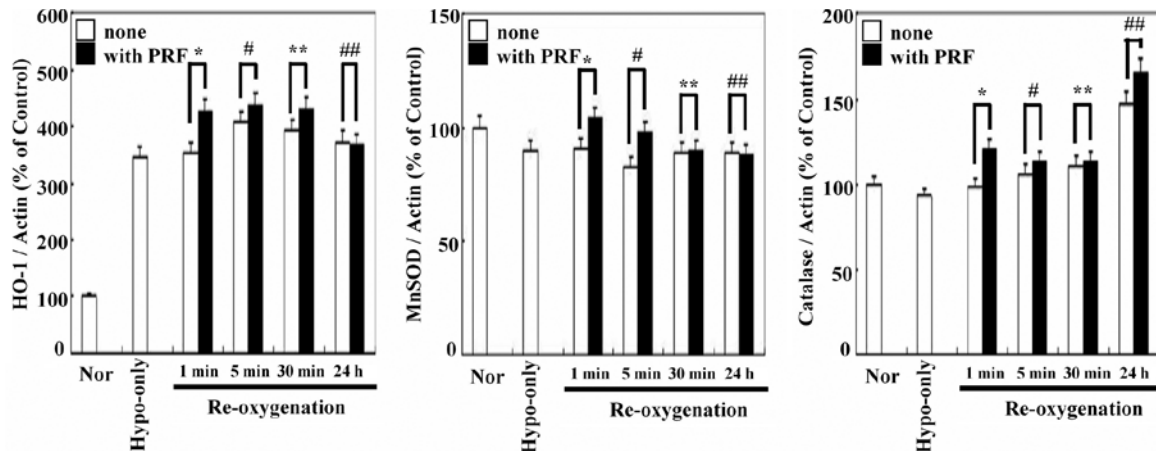 HO-1 / Actin (% of Control)
600
500
400
300
200
100
0
none
with PRF
*
#
**
##
Nor
Hypo-only
1 min 5 min 30 min 24 h
Re-oxygenation
MnSOD / Actin (% of Control)
150
100
50
0
none
with PRF
*
#
**
##
Nor
Hypo-only
1 min 5 min 30 min 24 h
Re-oxygenation
Catalase / Actin (% of Control)
200
150
100
50
0
none
with PRF
*
#
**
##
Nor
Hypo-only
1 min 5 min 30 min 24 h
Re-oxygenation